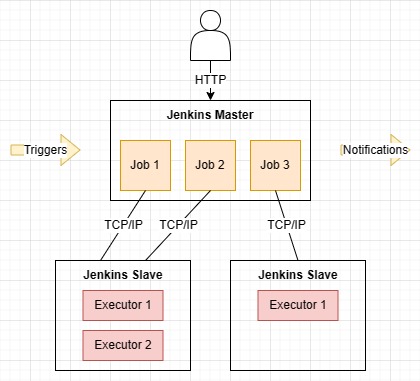 HTTP
Jenkins Master
Triggers
Job 1
Job 2
Job 3
Notifications
TCP/IP
TCP/IP
TCP/IP
Jenkins Slave
Executor 1
Executor 2
Jenkins Slave
Executor 1